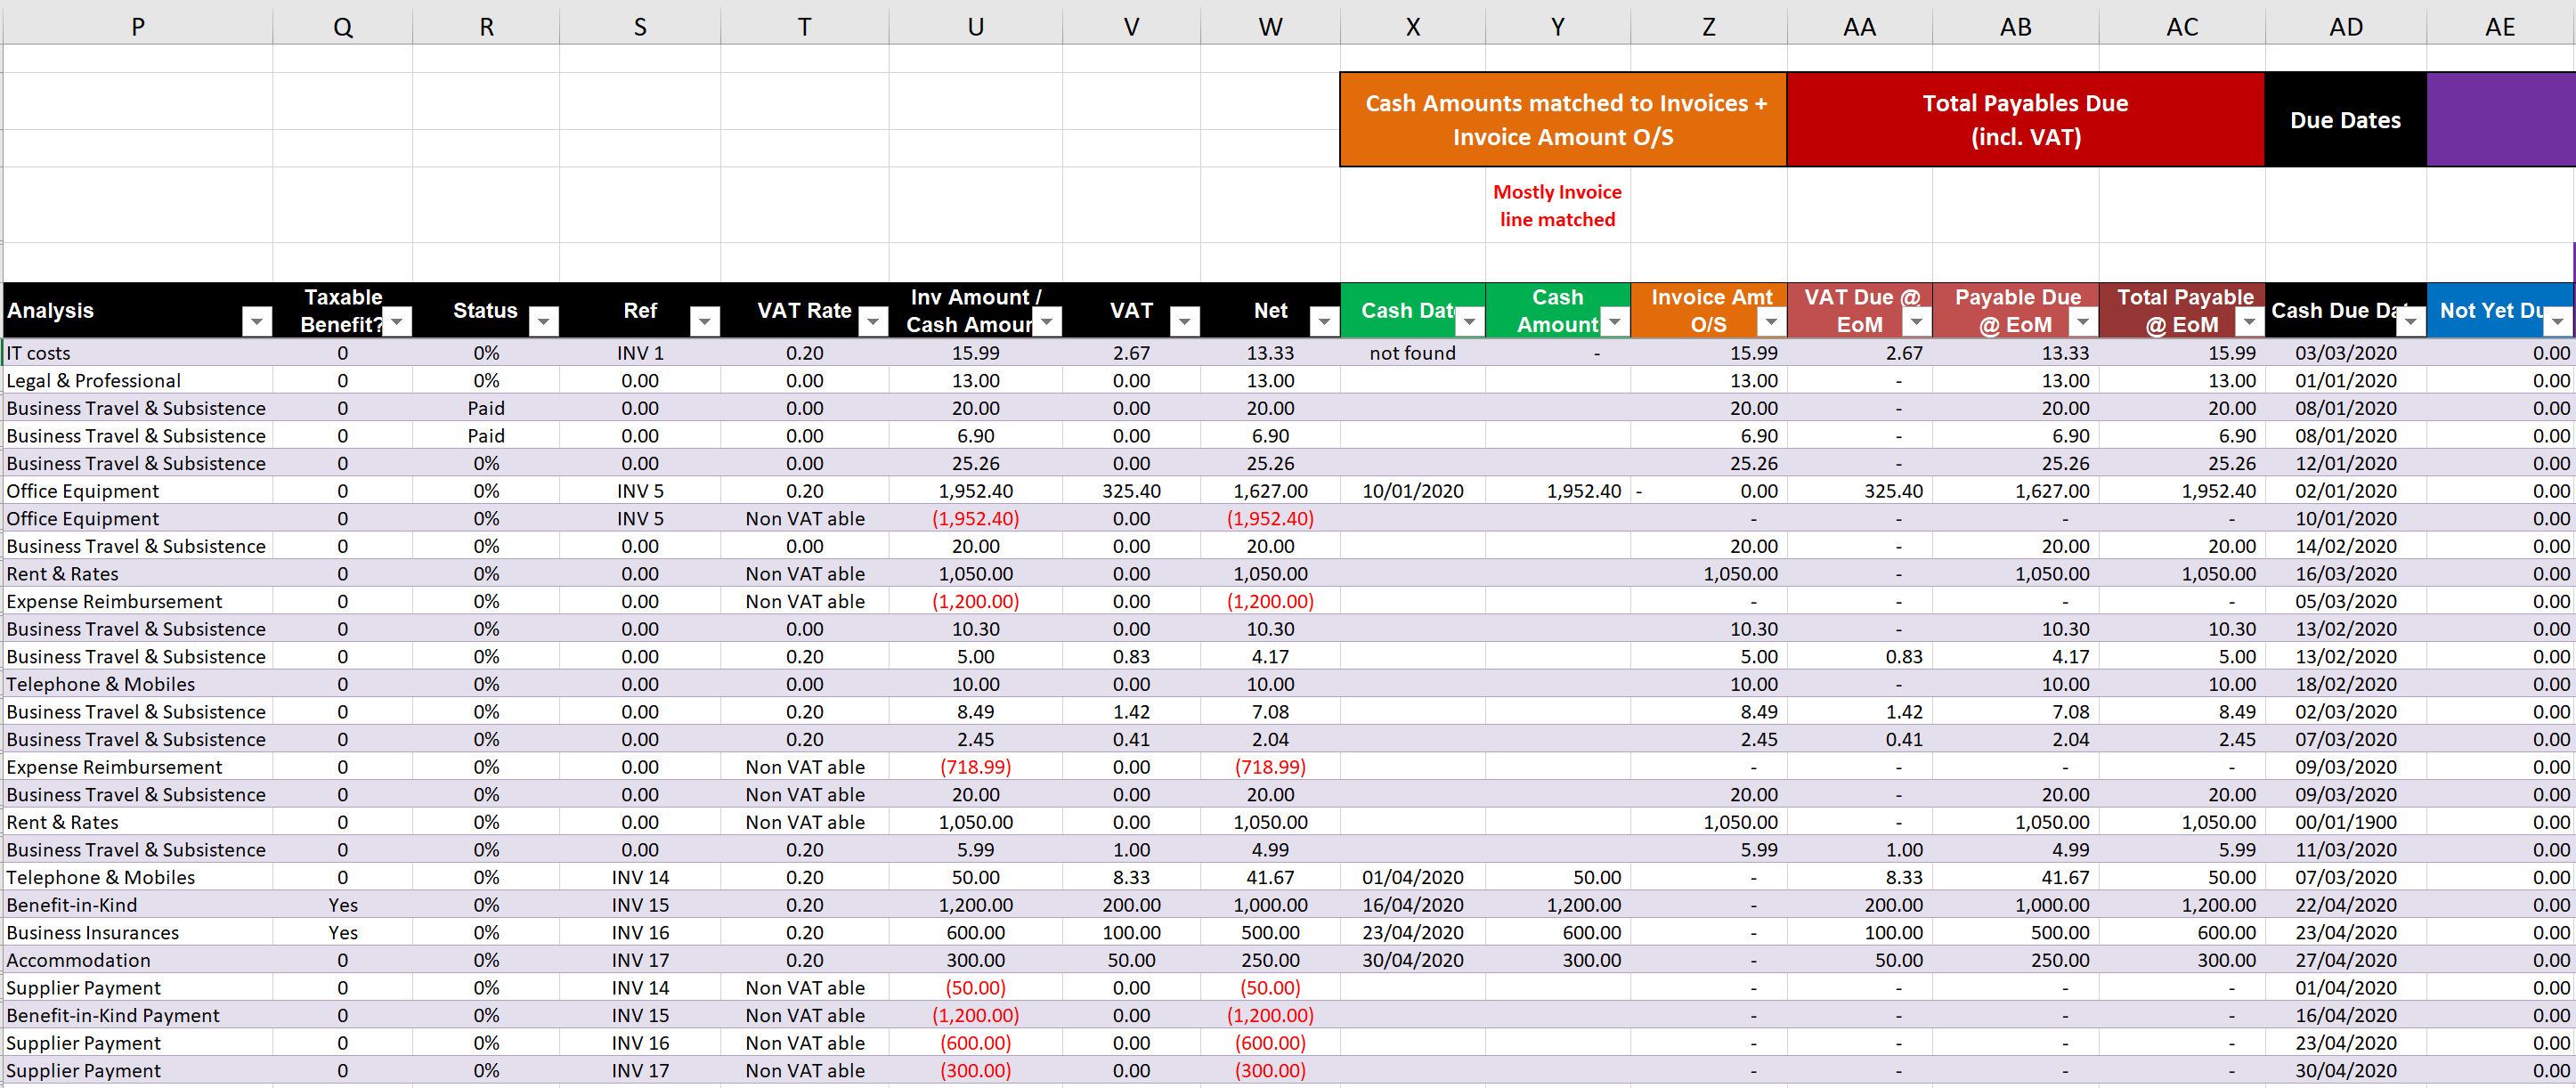 P Q R S T U V W X Y Z AA AB AC AD AE
Cash Amounts matched to Invoices +
Invoice Amount O/S
Total Payables Due
(incl. VAT)
Due Dates
Mostly Invoice
line matched
Analysis Taxable Benefit? Status Ref VAT Rate Inv Amount / Cash Amour VAT Net Cash Dat Cash Amount Invoice Amt O/S VAT Due @ EoM Payable Due @ EoM Total Payable @ EoM Cash Due Da Not Yet Du
IT costs 0 0% INV 1 0.20 15.99 2.67 13.33 not found - 15.99 2.67 13.33 15.99 03/03/2020 0.00
Legal & Professional 0 0% 0.00 0.00 13.00 0.00 13.00 13.00 - 13.00 13.00 01/01/2020 0.00
Business Travel & Subsistence 0 Paid 0.00 0.00 20.00 0.00 20.00 20.00 - 20.00 20.00 08/01/2020 0.00
Business Travel & Subsistence 0 Paid 0.00 0.00 6.90 0.00 6.90 6.90 - 6.90 6.90 08/01/2020 0.00
Business Travel & Subsistence 0 0% 0.00 0.00 25.26 0.00 25.26 25.26 - 25.26 25.26 12/01/2020 0.00
Office Equipment 0 0% INV 5 0.20 1,952.40 325.40 1,627.00 10/01/2020 1,952.40 - 0.00 325.40 1,627.00 1,952.40 02/01/2020 0.00
Office Equipment 0 0% INV 5 Non VAT able (1,952.40) 0.00 (1,952.40) - - - - 10/01/2020 0.00
Business Travel & Subsistence 0 0% 0.00 0.00 20.00 0.00 20.00 20.00 - 20.00 20.00 14/02/2020 0.00
Rent & Rates 0 0% 0.00 Non VAT able 1,050.00 0.00 1,050.00 1,050.00 - 1,050.00 1,050.00 16/03/2020 0.00
Expense Reimbursement 0 0% 0.00 Non VAT able (1,200.00) 0.00 (1,200.00) - - - - 05/03/2020 0.00
Business Travel & Subsistence 0 0% 0.00 0.00 10.30 0.00 10.30 10.30 - 10.30 10.30 13/02/2020 0.00
Business Travel & Subsistence 0 0% 0.00 0.20 5.00 0.83 4.17 5.00 0.83 4.17 5.00 13/02/2020 0.00
Telephone & Mobiles 0 0% 0.00 0.00 10.00 0.00 10.00 10.00 - 10.00 10.00 18/02/2020 0.00
Business Travel & Subsistence 0 0% 0.00 0.20 8.49 1.42 7.08 8.49 1.42 7.08 8.49 02/03/2020 0.00
Business Travel & Subsistence 0 0% 0.00 0.20 2.45 0.41 2.04 2.45 0.41 2.04 2.45 07/03/2020 0.00
Expense Reimbursement 0 0% 0.00 Non VAT able (718.99) 0.00 (718.99) - - - - 09/03/2020 0.00
Business Travel & Subsistence 0 0% 0.00 Non VAT able 20.00 0.00 20.00 20.00 - 20.00 20.00 09/03/2020 0.00
Rent & Rates 0 0% 0.00 Non VAT able 1,050.00 0.00 1,050.00 1,050.00 - 1,050.00 1,050.00 00/01/1900 0.00
Business Travel & Subsistence 0 0% 0.00 0.20 5.99 1.00 4.99 5.99 1.00 4.99 5.99 11/03/2020 0.00
Telephone & Mobiles 0 0% INV 14 0.20 50.00 8.33 41.67 01/04/2020 50.00 - 8.33 41.67 50.00 07/03/2020 0.00
Benefit-in-Kind Yes 0% INV 15 0.20 1,200.00 200.00 1,000.00 16/04/2020 1,200.00 - 200.00 1,000.00 1,200.00 22/04/2020 0.00
Business Insurances Yes 0% INV 16 0.20 600.00 100.00 500.00 23/04/2020 600.00 - 100.00 500.00 600.00 23/04/2020 0.00
Accommodation 0 0% INV 17 0.20 300.00 50.00 250.00 30/04/2020 300.00 - 50.00 250.00 300.00 27/04/2020 0.00
Supplier Payment 0 0% INV 14 Non VAT able (50.00) 0.00 (50.00) - - - - 01/04/2020 0.00
Benefit-in-Kind Payment 0 0% INV 15 Non VAT able (1,200.00) 0.00 (1,200.00) - - - - 16/04/2020 0.00
Supplier Payment 0 0% INV 16 Non VAT able (600.00) 0.00 (600.00) - - - - 23/04/2020 0.00
Supplier Payment 0 0% INV 17 Non VAT able (300.00) 0.00 (300.00) - - - - 30/04/2020 0.00